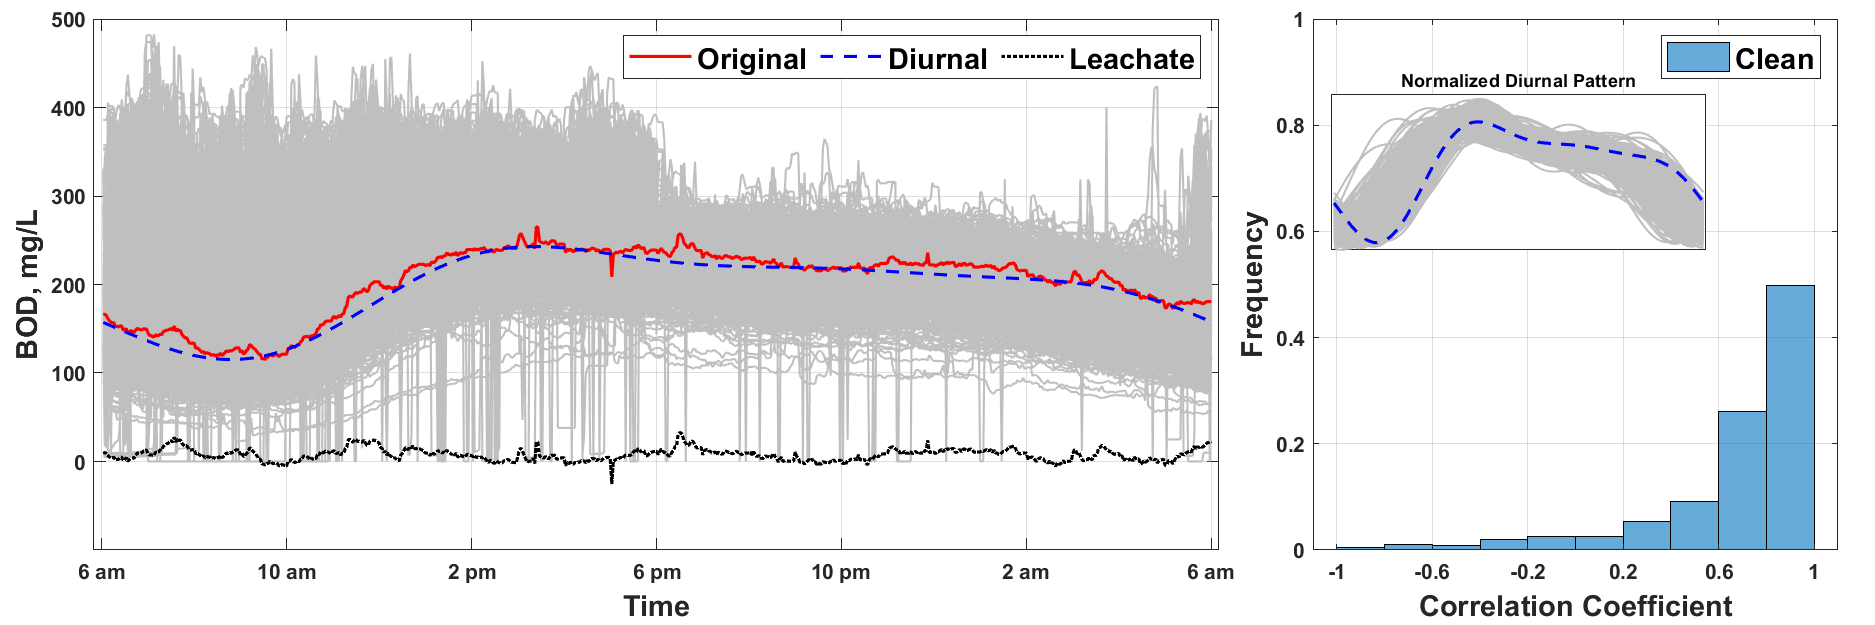 500
400
300
200
100
0
BOD, mg/L
Original Diurnal Leachate
6 am 10 am 2 pm 6 pm 10 pm 2 am 6 am
Time
1
0.8
0.6
0.4
0.2
0
Frequency
Clean
Normalized Diurnal Pattern
-1 -0.6 -0.2 0.2 0.6 1
Correlation Coefficient